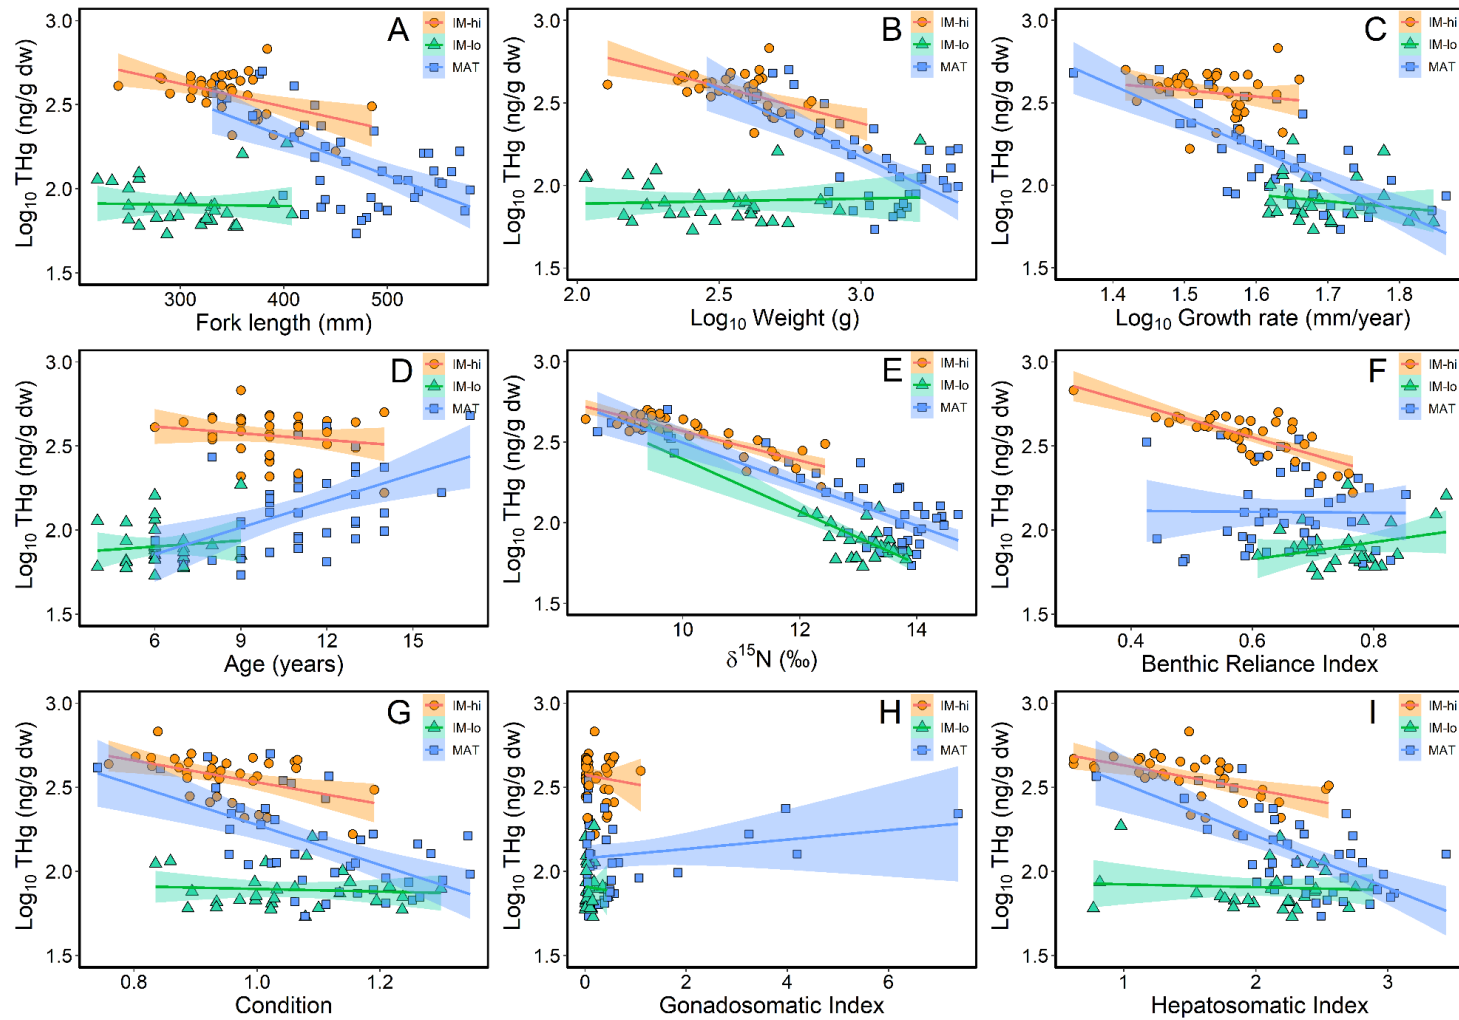 A
IM-hi
IM-lo
MAT
3.0
2.5
2.0
1.5
Log10 THg (ng/g dw)
300 400 500
Fork length (mm)
B
IM-hi
IM-lo
MAT
3.0
2.5
2.0
1.5
Log10 THg (ng/g dw)
2.0 2.5 3.0
Log10 Weight (g)
C
IM-hi
IM-lo
MAT
3.0
2.5
2.0
1.5
Log10 THg (ng/g dw)
1.4 1.5 1.6 1.7 1.8
Log10 Growth rate (mm/year)
D
IM-hi
IM-lo
MAT
3.0
2.5
2.0
1.5
Log10 THg (ng/g dw)
6 9 12 15
Age (years)
E
IM-hi
IM-lo
MAT
3.0
2.5
2.0
1.5
Log10 THg (ng/g dw)
10 12 14
δ15N (‰)
F
IM-hi
IM-lo
MAT
3.0
2.5
2.0
1.5
Log10 THg (ng/g dw)
0.4 0.6 0.8
Benthic Reliance Index
G
IM-hi
IM-lo
MAT
3.0
2.5
2.0
1.5
Log10 THg (ng/g dw)
0.8 1.0 1.2
Condition
H
IM-hi
IM-lo
MAT
3.0
2.5
2.0
1.5
Log10 THg (ng/g dw)
0 2 4 6
Gonadosomatic Index
I
IM-hi
IM-lo
MAT
3.0
2.5
2.0
1.5
Log10 THg (ng/g dw)
1 2 3
Hepatosomatic Index